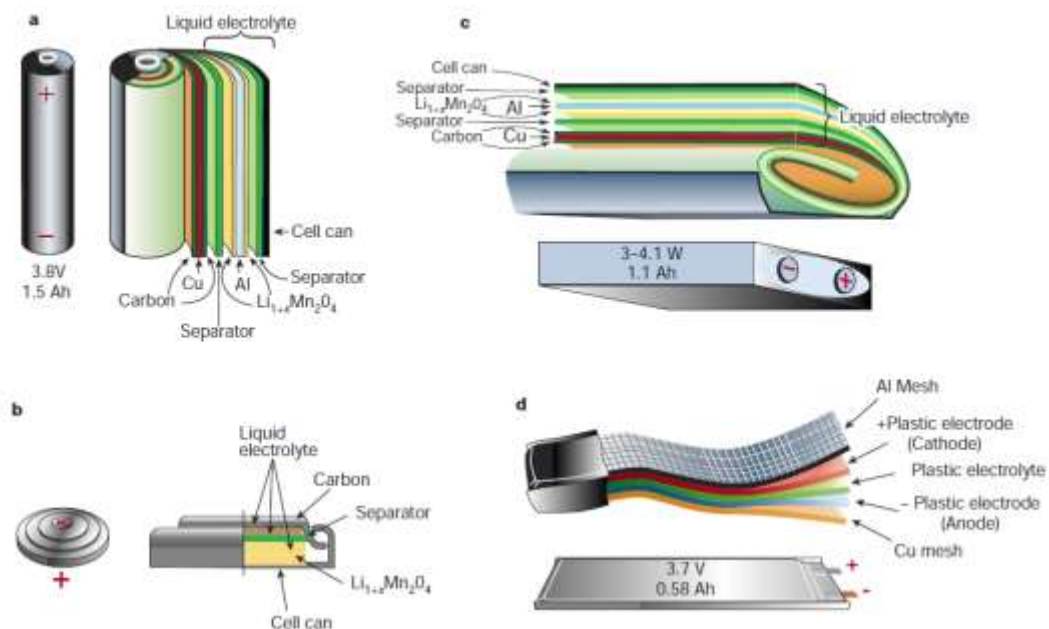 a
Liquid electrolyte
+
−
3.8V
1.5 Ah
Cell can
Separator
Cu
Al
Carbon
Li1+xMn2O4
Separator
c
Cell can
Separator
Li1+xMn2O4
Al
Separator
Carbon
Cu
Liquid electrolyte
3–4.1 W
1.1 Ah
−
+
b
Liquid
electrolyte
Carbon
Separator
Li1+xMn2O4
Cell can
+
d
Al Mesh
+Plastic electrode
(Cathode)
Plastic electrolyte
− Plastic electrode
(Anode)
Cu mesh
3.7 V
0.58 Ah
+
-